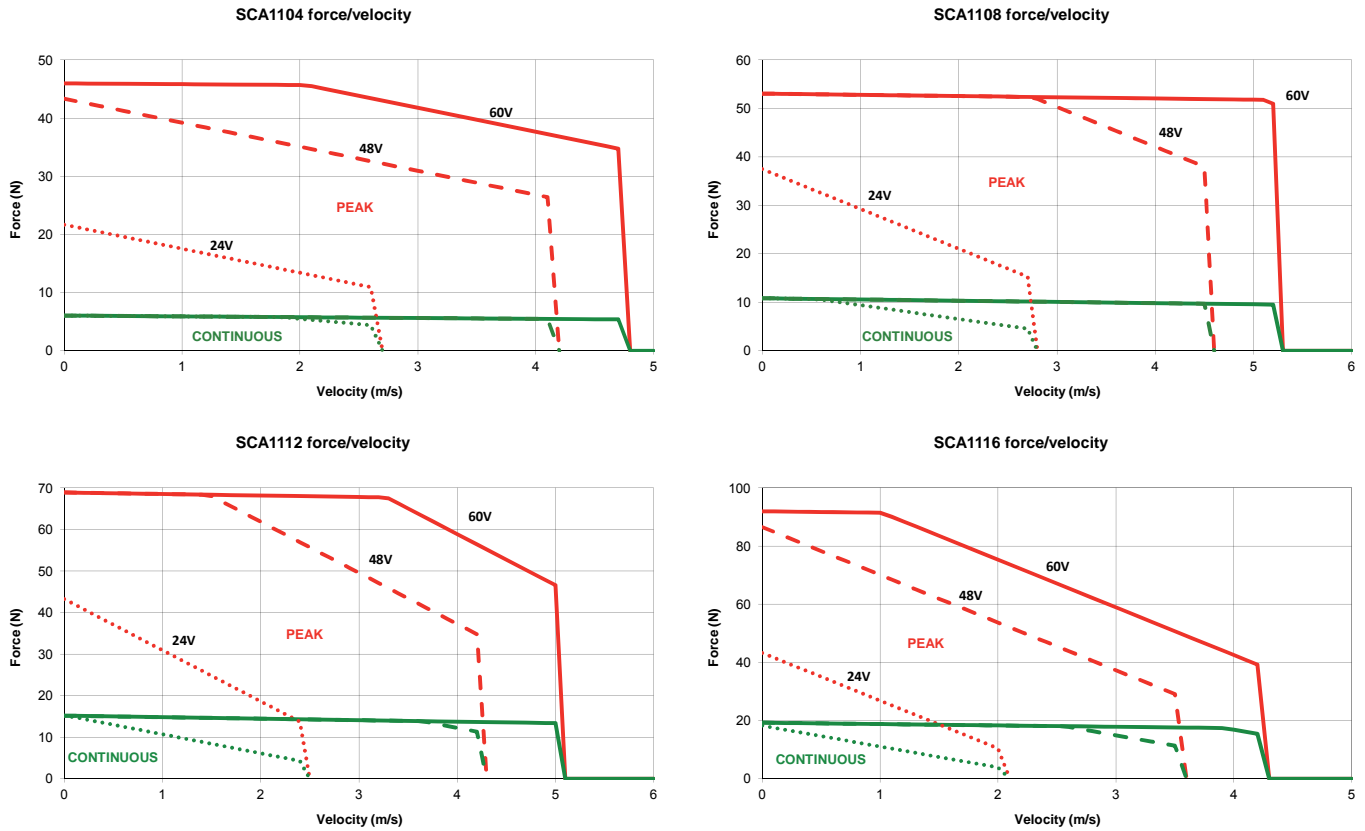 SCA1104 force/velocity
50
40
30
20
10
0
0 1 2 3 4 5
Force (N)
Velocity (m/s)
60V
48V
PEAK
24V
CONTINUOUS
SCA1108 force/velocity
60
50
40
30
20
10
0
0 1 2 3 4 5 6
Force (N)
Velocity (m/s)
60V
48V
PEAK
24V
CONTINUOUS
SCA1112 force/velocity
70
60
50
40
30
20
10
0
0 1 2 3 4 5 6
Force (N)
Velocity (m/s)
60V
48V
24V
PEAK
CONTINUOUS
SCA1116 force/velocity
100
80
60
40
20
0
0 1 2 3 4 5
Force (N)
Velocity (m/s)
60V
48V
PEAK
24V
CONTINUOUS